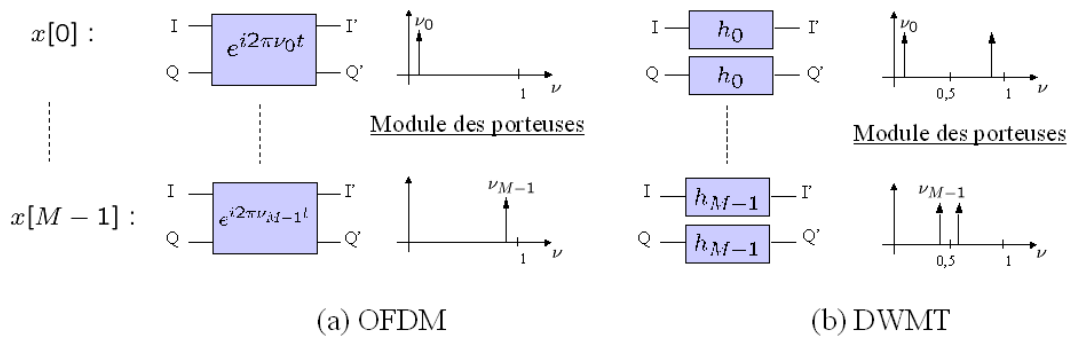 x[0] :
I
e^{i2πν_0t}
I'
Q
Q'
ν_0
1
ν
Module des porteuses
I
h_0
I'
Q
h_0
Q'
ν_0
0,5
1
ν
Module des porteuses
x[M − 1] :
I
e^{i2πν_{M−1}t}
I'
Q
Q'
ν_{M−1}
1
ν
I
h_{M−1}
I'
Q
h_{M−1}
Q'
ν_{M−1}
0,5
1
ν
(a) OFDM
(b) DWMT